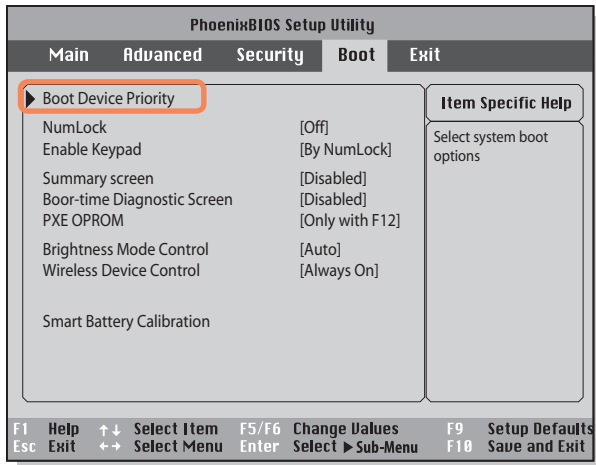 PhoenixBIOS Setup Utility
Main Advanced Security Boot Exit
Boot Device Priority
NumLock [Off]
Enable Keypad [By NumLock]
Summary screen [Disabled]
Boor-time Diagnostic Screen [Disabled]
PXE OPROM [Only with F12]
Brightness Mode Control [Auto]
Wireless Device Control [Always On]
Smart Battery Calibration
Item Specific Help
Select system boot
options
F1 Help ↑↓ Select Item F5/F6 Change Values F9 Setup Defaults
Esc Exit ←→ Select Menu Enter Select ▶ Sub-Menu F10 Save and Exit